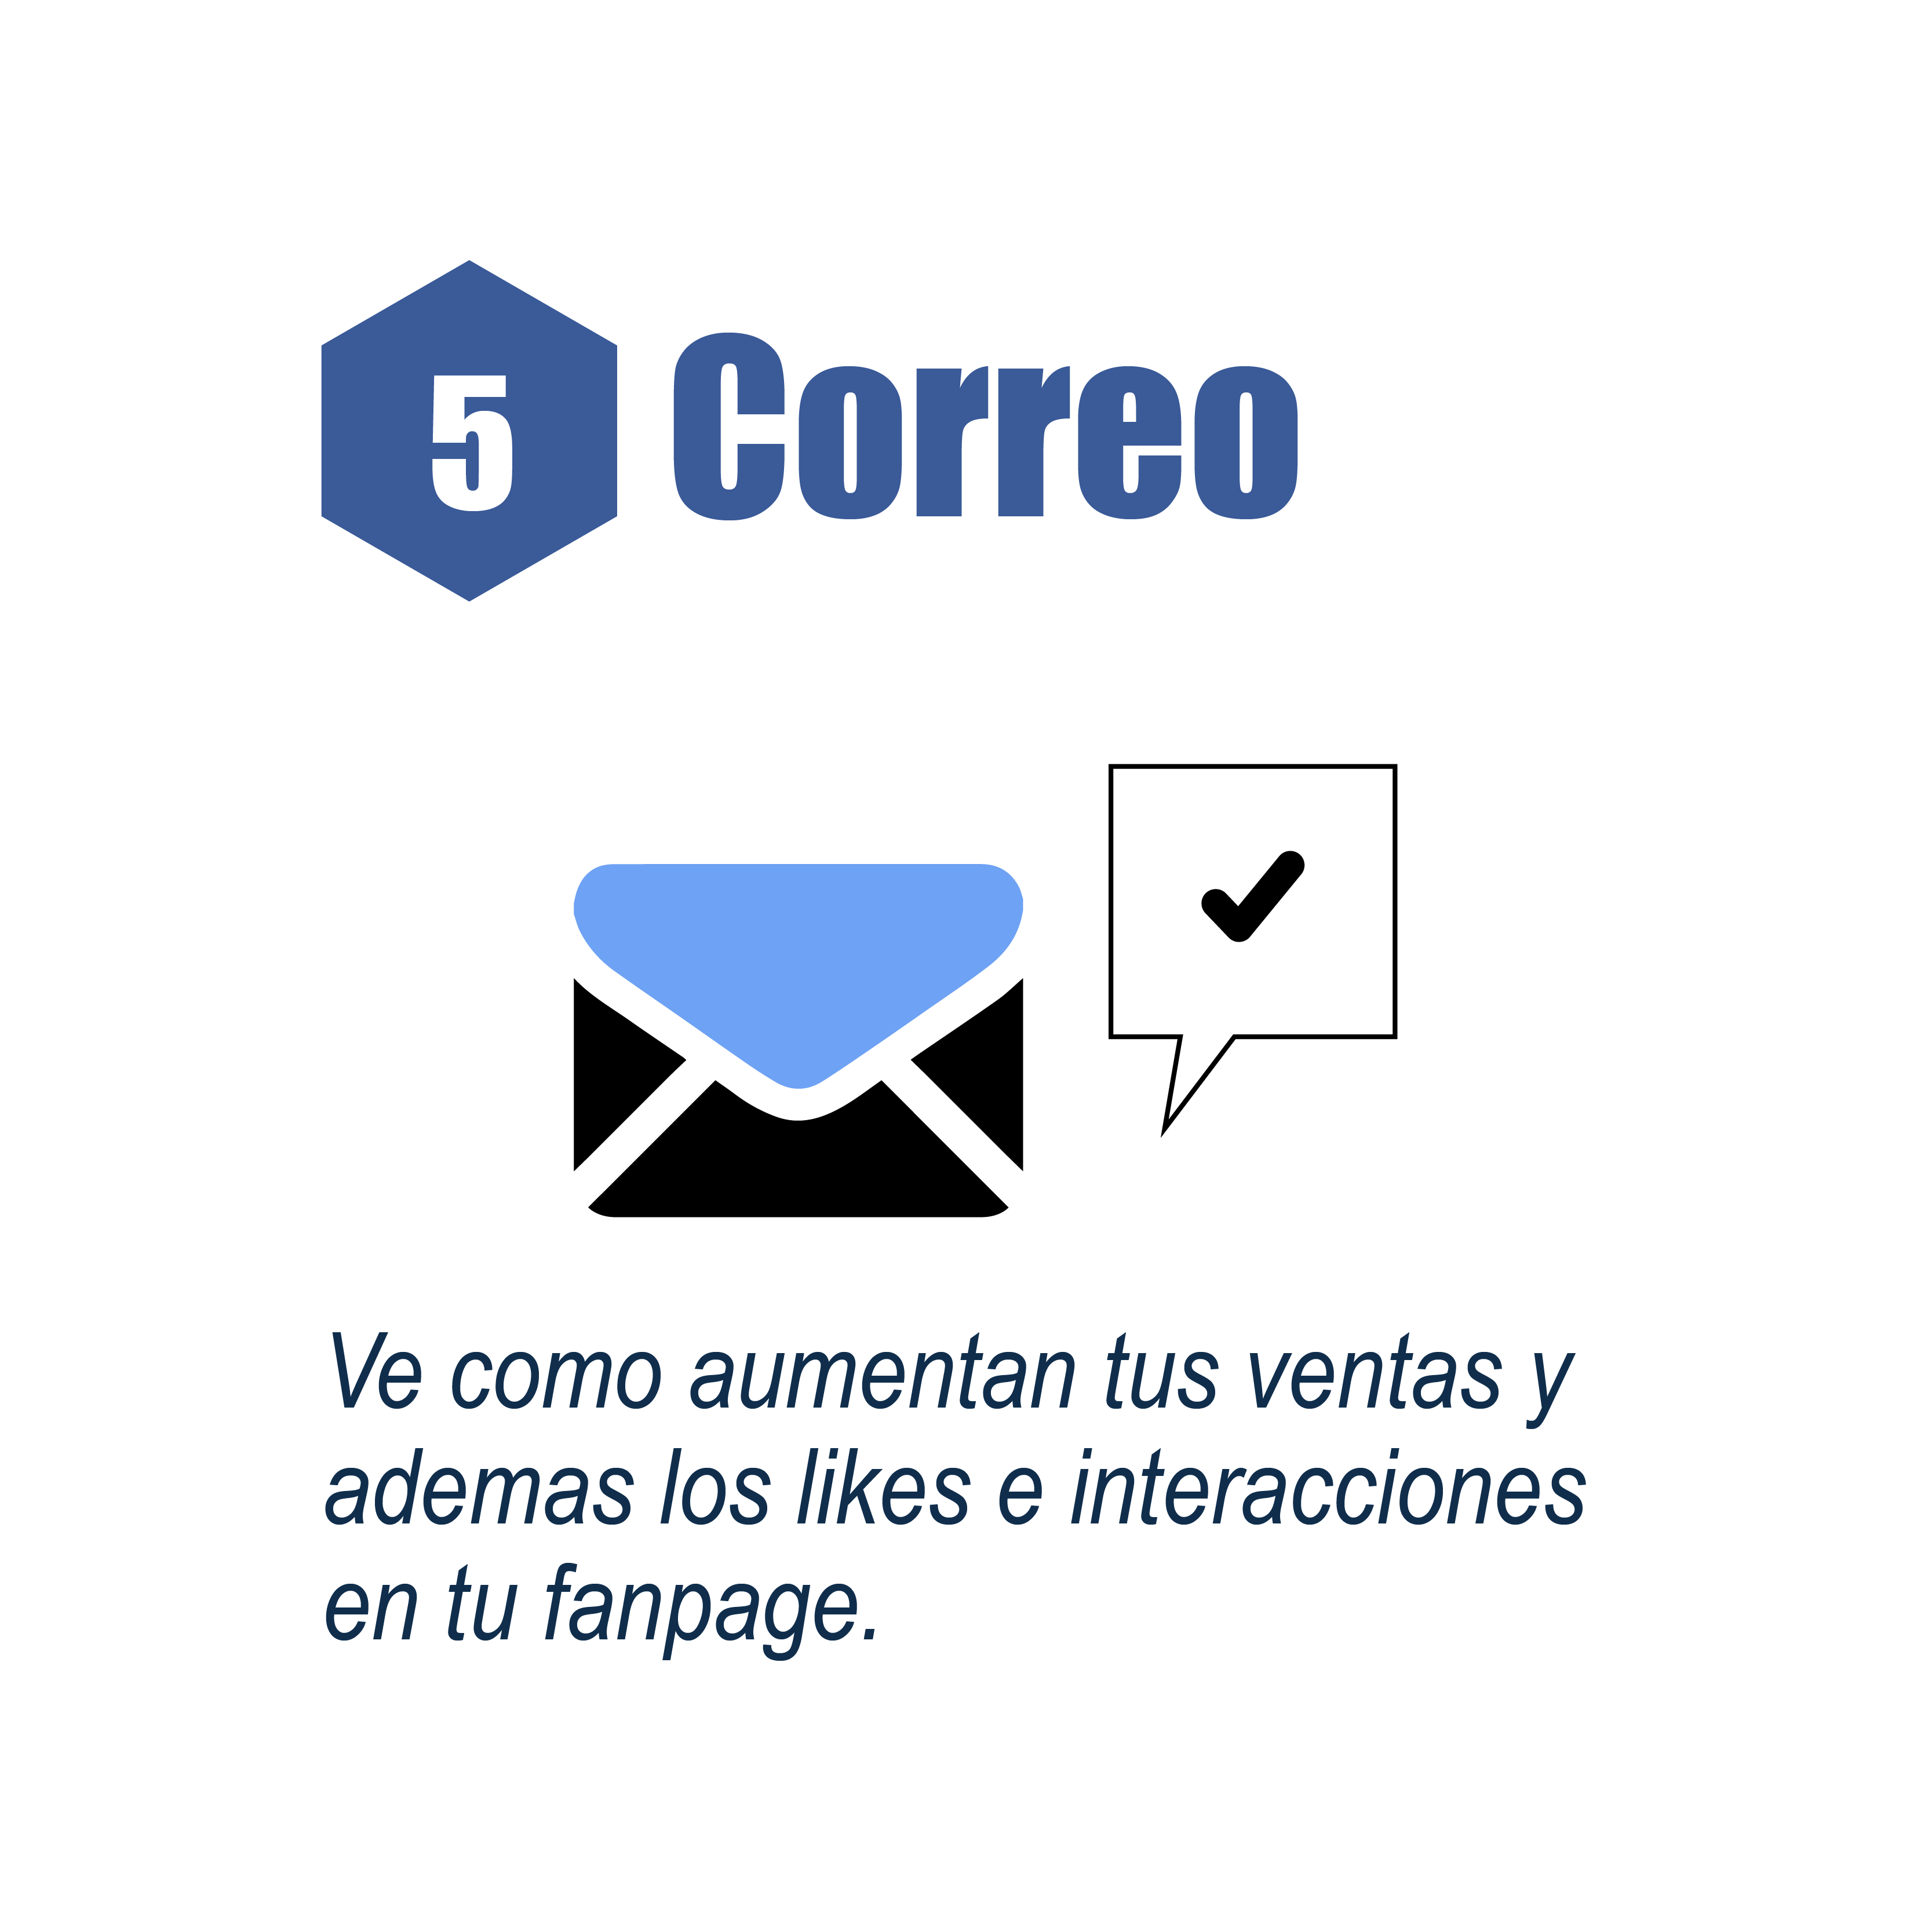 5 Correo
Ve como aumentan tus ventas y
ademas los likes e interacciones
en tu fanpage.